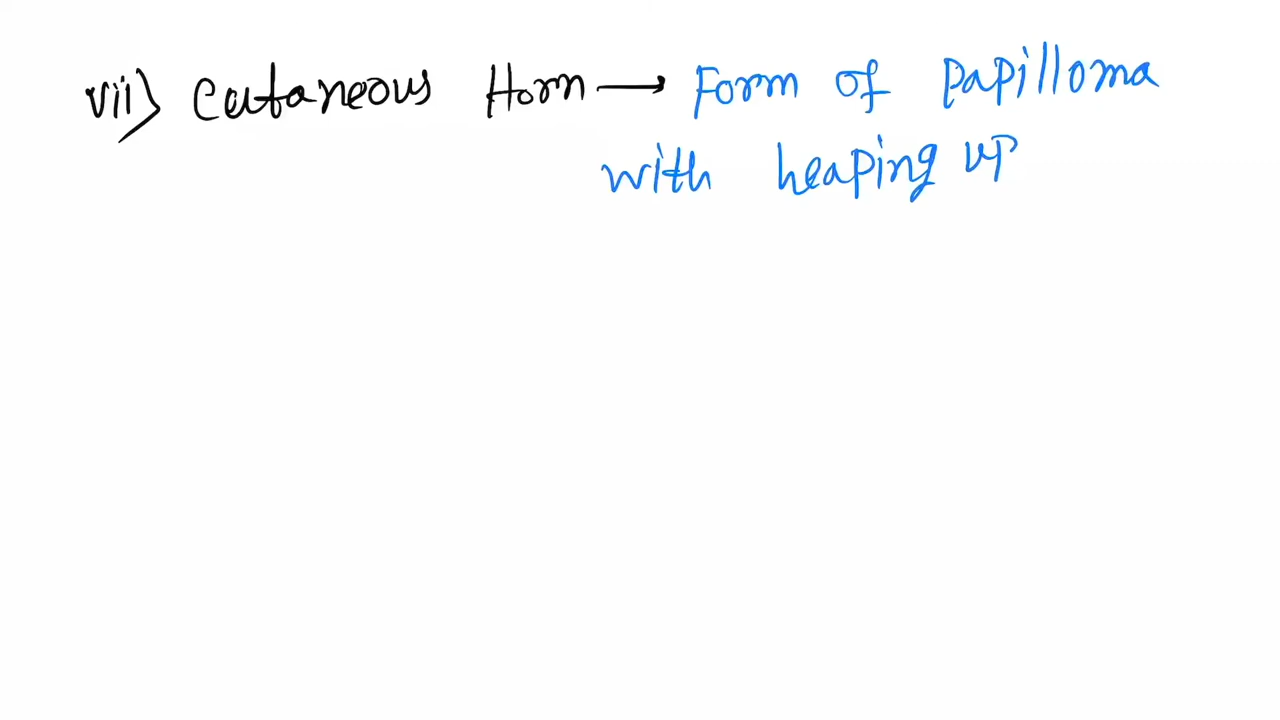 vii) Cutaneous Horn → Form of papilloma
with heaping up